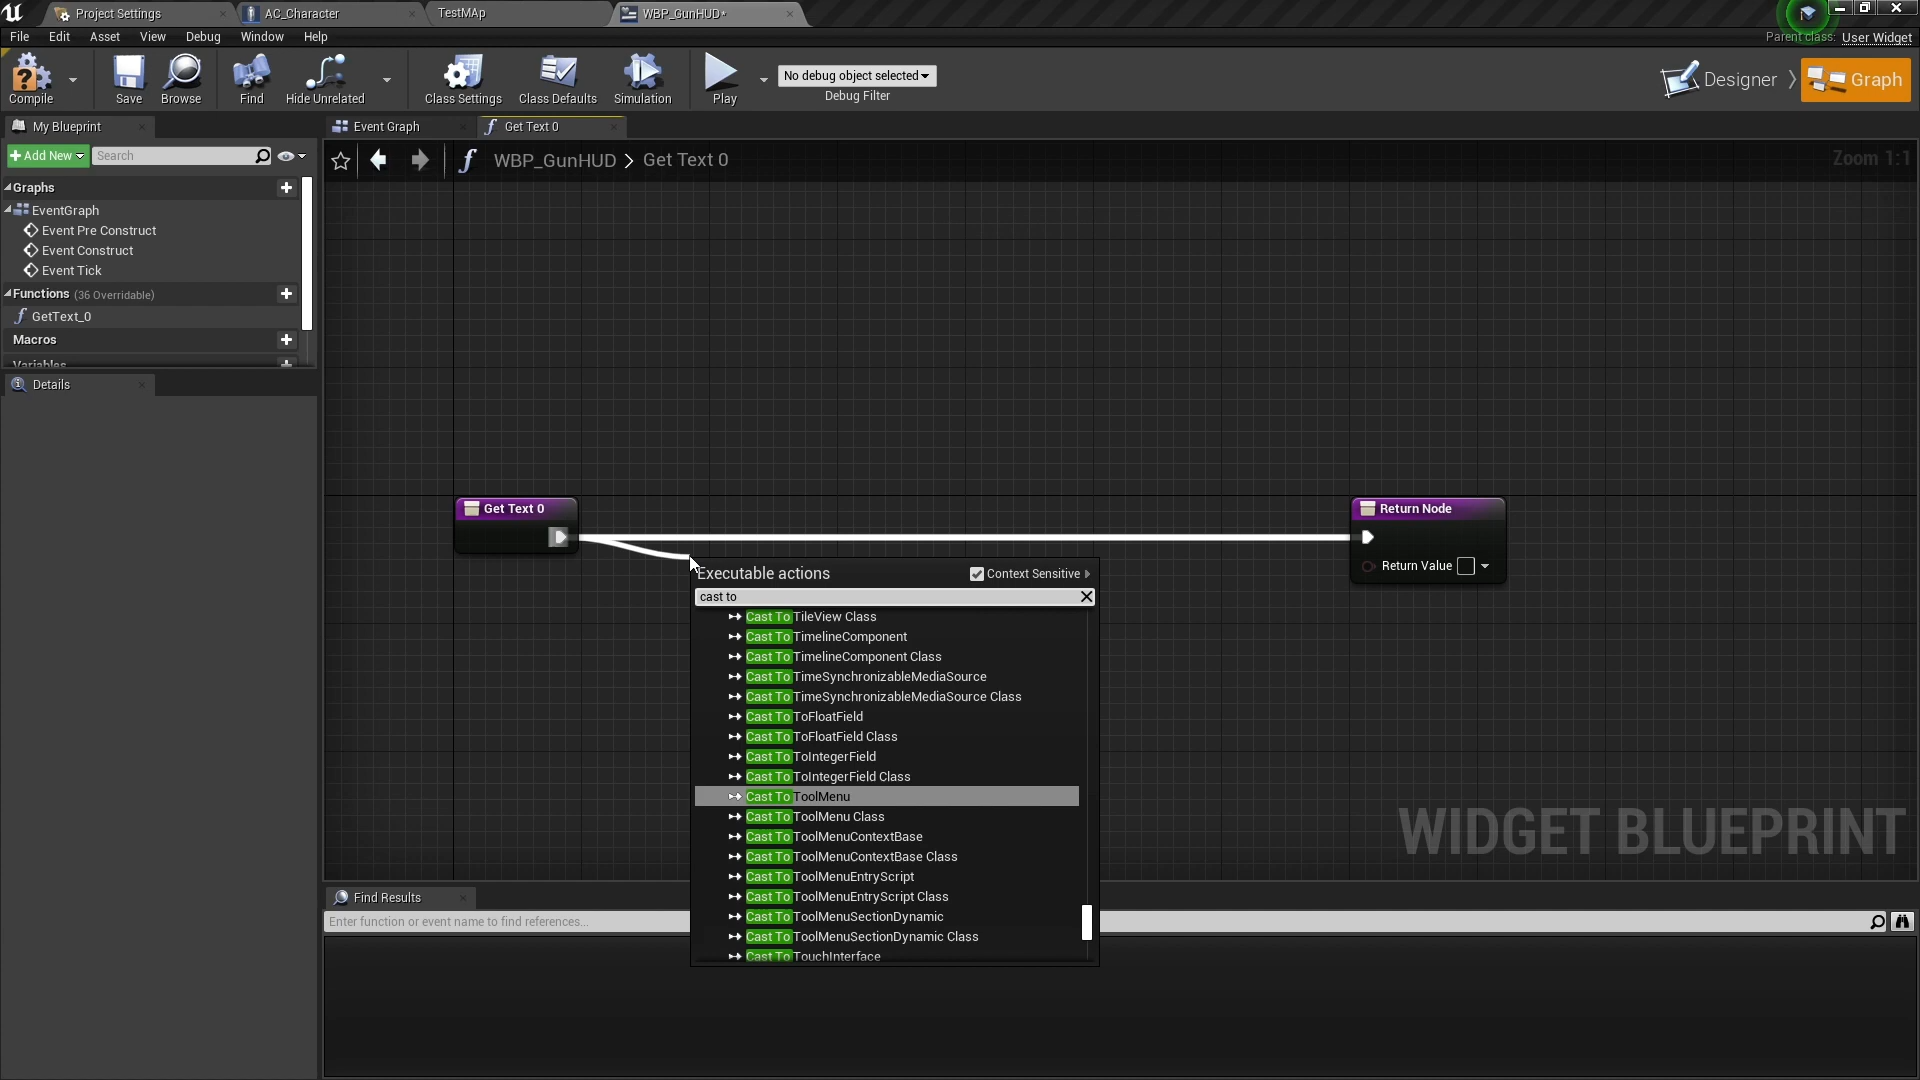 Project Settings
AC_Character
TestMAp
WBP_GunHUD*
File
Edit
Asset
View
Debug
Window
Help
Parent class:
User Widget
Compile
Save
Browse
Find
Hide Unrelated
Class Settings
Class Defaults
Simulation
Play
No debug object selected
Debug Filter
Designer
Graph
My Blueprint
Event Graph
Get Text 0
Add New
Search
WBP_GunHUD
Get Text 0
Zoom 1:1
Graphs
EventGraph
Event Pre Construct
Event Construct
Event Tick
Functions (36 Overridable)
GetText_0
Macros
Variables
Details
Get Text 0
Return Node
Return Value
Executable actions
Context Sensitive
cast to
Cast To TileView Class
Cast To TimelineComponent
Cast To TimelineComponent Class
Cast To TimeSynchronizableMediaSource
Cast To TimeSynchronizableMediaSource Class
Cast To ToFloatField
Cast To ToFloatField Class
Cast To ToIntegerField
Cast To ToIntegerField Class
Cast To ToolMenu
Cast To ToolMenu Class
Cast To ToolMenuContextBase
Cast To ToolMenuContextBase Class
Cast To ToolMenuEntryScript
Cast To ToolMenuEntryScript Class
Cast To ToolMenuSectionDynamic
Cast To ToolMenuSectionDynamic Class
Cast To TouchInterface
WIDGET BLUEPRINT
Find Results
Enter function or event name to find references...